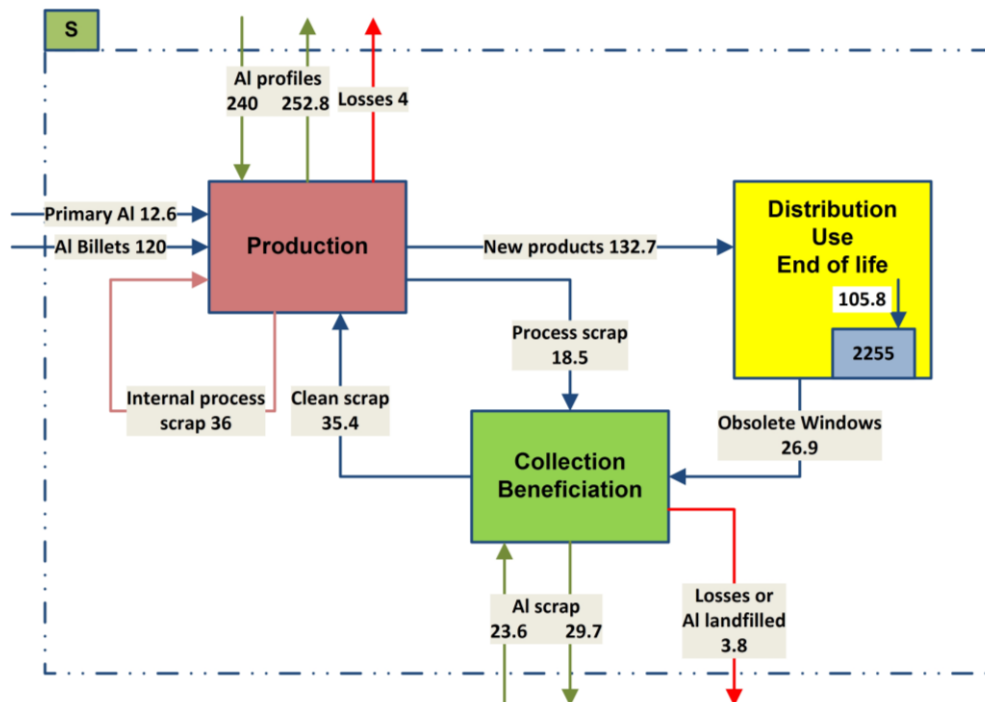 S
Al profiles
240 252.8
Losses 4
Primary Al 12.6
Al Billets 120
Production
New products 132.7
Distribution
Use
End of life
105.8
2255
Process scrap
18.5
Internal process
scrap 36
Clean scrap
35.4
Obsolete Windows
26.9
Collection
Beneficiation
Al scrap
23.6 29.7
Losses or
Al landfilled
3.8